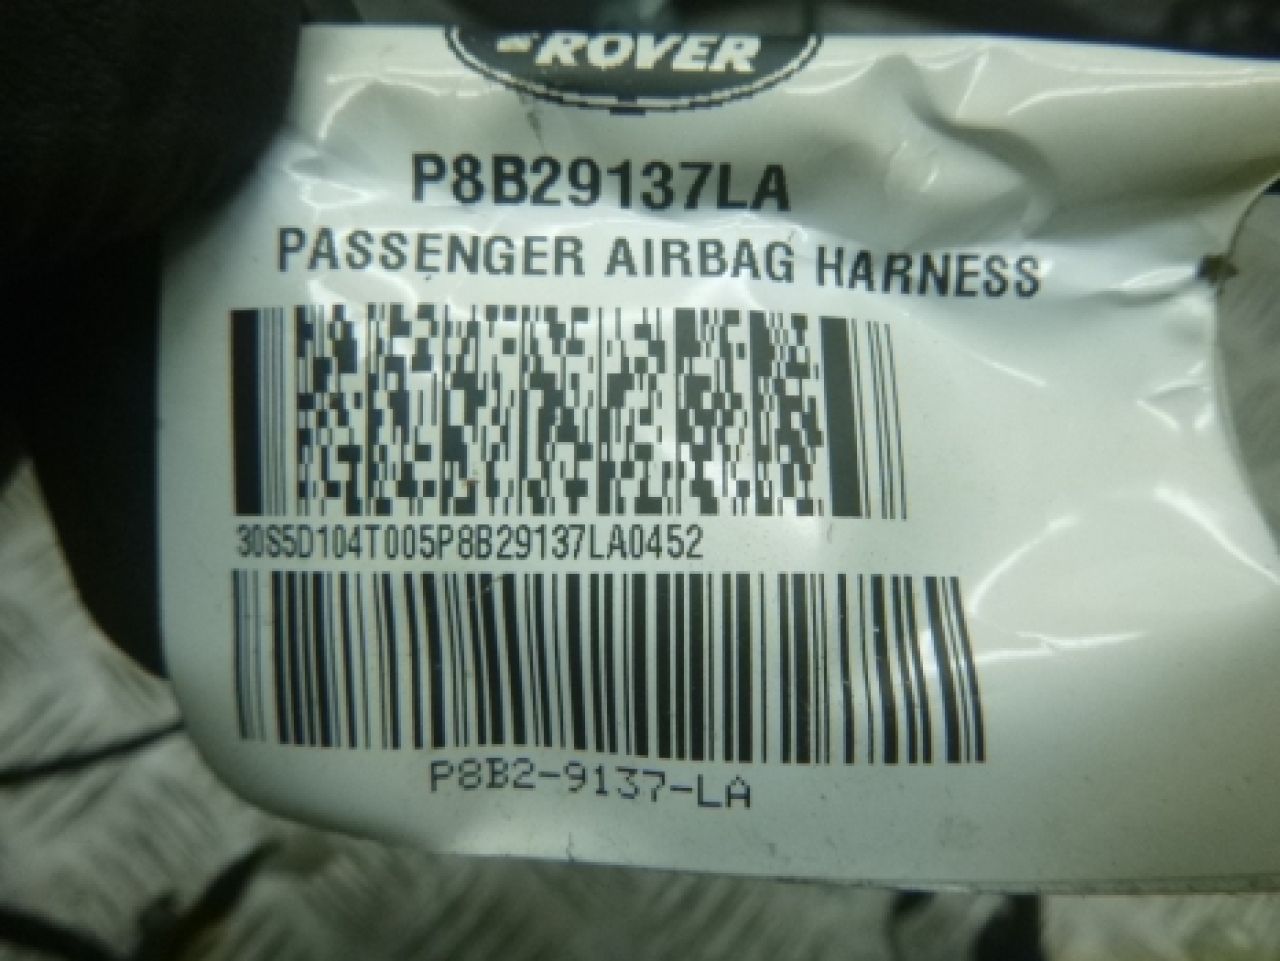 ROVER
P8B29137LA
PASSENGER AIRBAG HARNESS
30S5D104T005P8B29137LA0452
P8B2-9137-LA